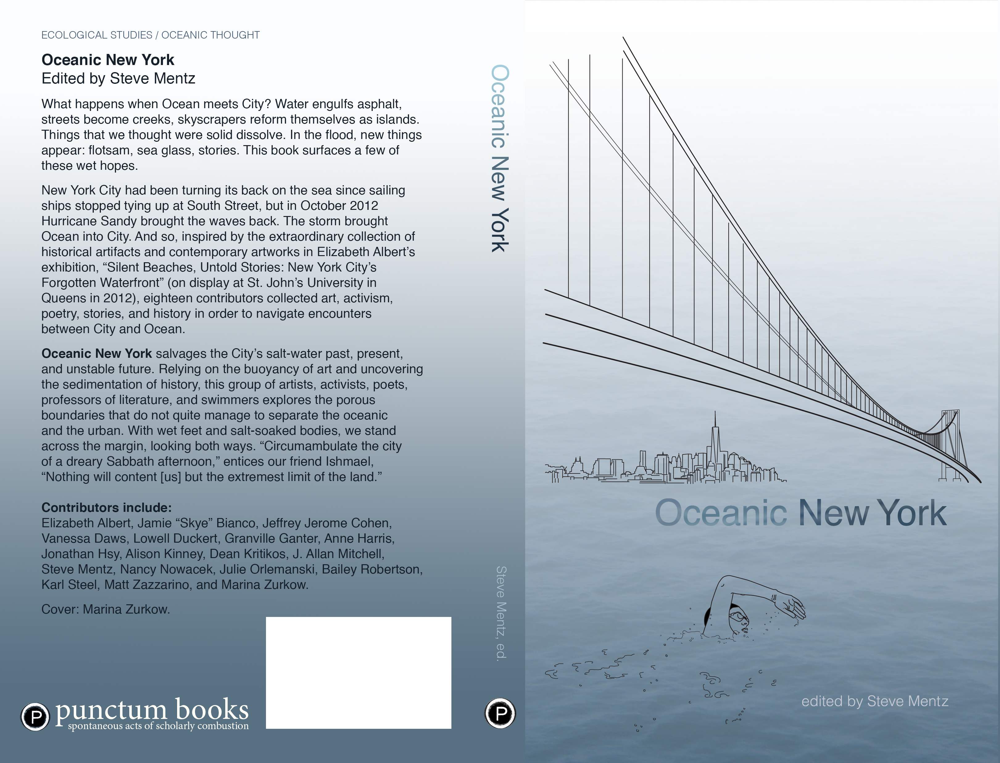 ECOLOGICAL STUDIES / OCEANIC THOUGHT
Oceanic New York
Edited by Steve Mentz
What happens when Ocean meets City? Water engulfs asphalt,
streets become creeks, skyscrapers reform themselves as islands.
Things that we thought were solid dissolve. In the flood, new things
appear: flotsam, sea glass, stories. This book surfaces a few of
these wet hopes.
New York City had been turning its back on the sea since sailing
ships stopped tying up at South Street, but in October 2012
Hurricane Sandy brought the waves back. The storm brought
Ocean into City. And so, inspired by the extraordinary collection of
historical artifacts and contemporary artworks in Elizabeth Albert’s
exhibition, “Silent Beaches, Untold Stories: New York City’s
Forgotten Waterfront” (on display at St. John’s University in
Queens in 2012), eighteen contributors collected art, activism,
poetry, stories, and history in order to navigate encounters
between City and Ocean.
Oceanic New York salvages the City’s salt-water past, present,
and unstable future. Relying on the buoyancy of art and uncovering
the sedimentation of history, this group of artists, activists, poets,
professors of literature, and swimmers explores the porous
boundaries that do not quite manage to separate the oceanic
and the urban. With wet feet and salt-soaked bodies, we stand
across the margin, looking both ways. “Circumambulate the city
of a dreary Sabbath afternoon,” entices our friend Ishmael,
“Nothing will content [us] but the extremest limit of the land.”
Contributors include:
Elizabeth Albert, Jamie “Skye” Bianco, Jeffrey Jerome Cohen,
Vanessa Daws, Lowell Duckert, Granville Ganter, Anne Harris,
Jonathan Hsy, Alison Kinney, Dean Kritikos, J. Allan Mitchell,
Steve Mentz, Nancy Nowacek, Julie Orlemanski, Bailey Robertson,
Karl Steel, Matt Zazzarino, and Marina Zurkow.
Cover: Marina Zurkow.
P
punctum books
spontaneous acts of scholarly combustion
Oceanic New York
Steve Mentz, ed.
P
Oceanic New York
edited by Steve Mentz